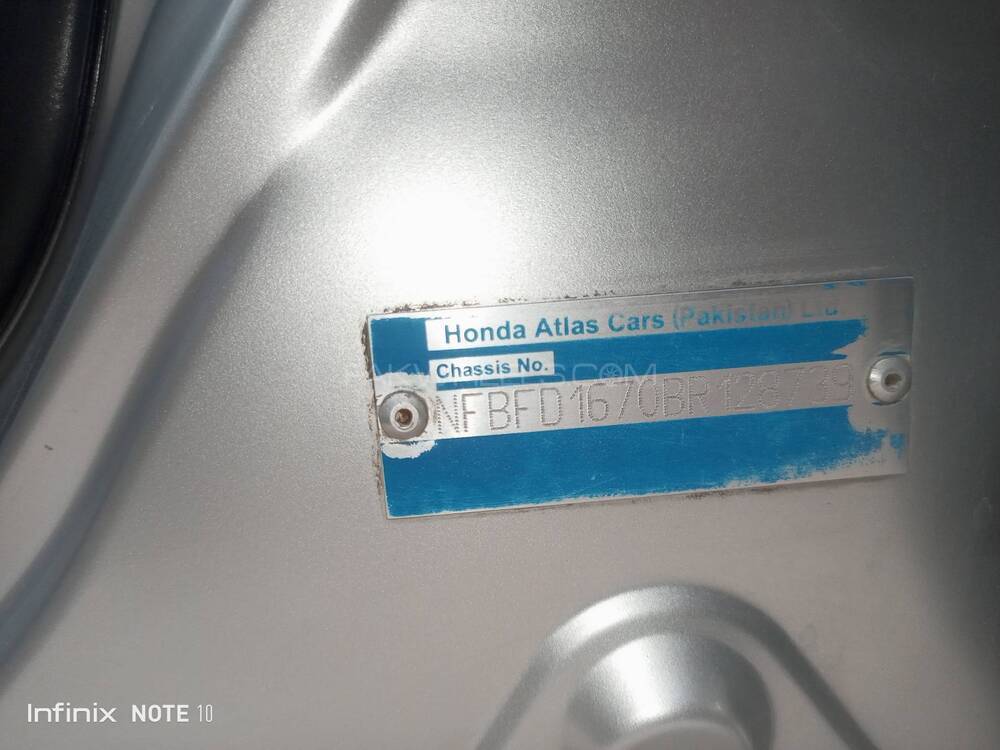 Honda Atlas Cars (Pakistan) Ltd
Chassis No.
NFBFD1670BR128739
Infinix NOTE 10